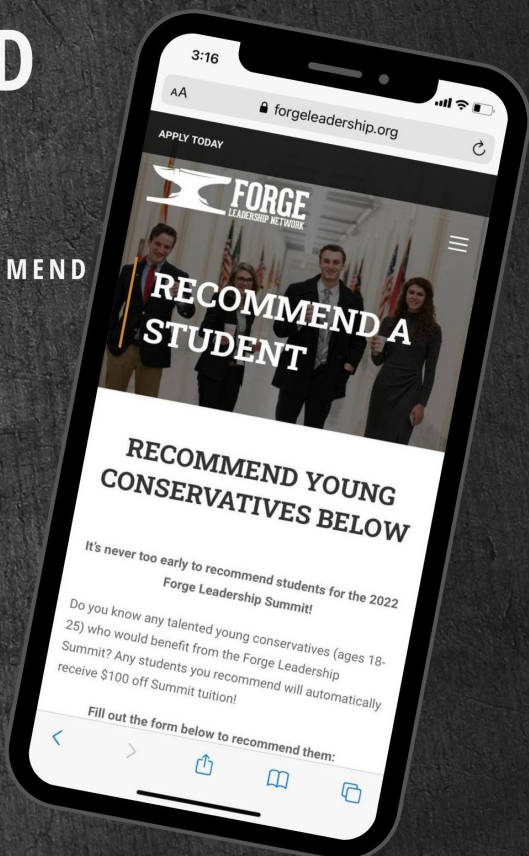 D
MEND
3:16
AA
forgeleadership.org
APPLY TODAY
FORGE
LEADERSHIP NETWORK
RECOMMEND A
STUDENT
RECOMMEND YOUNG
CONSERVATIVES BELOW
It's never too early to recommend students for the 2022
Forge Leadership Summit!
Do you know any talented young conservatives (ages 18-
25) who would benefit from the Forge Leadership
Summit? Any students you recommend will automatically
receive $100 off Summit tuition!
Fill out the form below to recommend them: